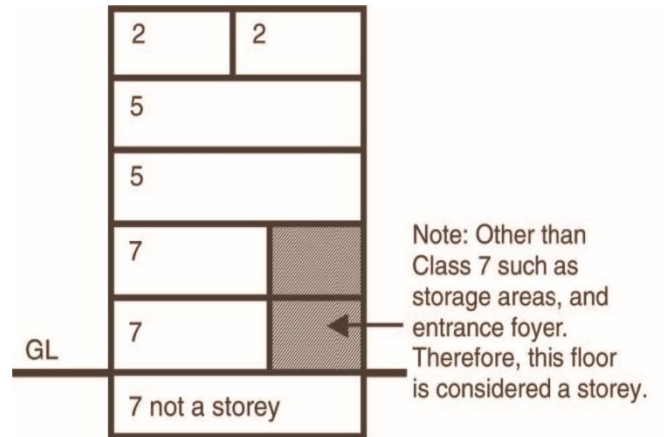 2 2
5
5
7
Note: Other than
Class 7 such as
storage areas, and
7
entrance foyer.
GL
Therefore, this floor
is considered a storey.
7 not a storey